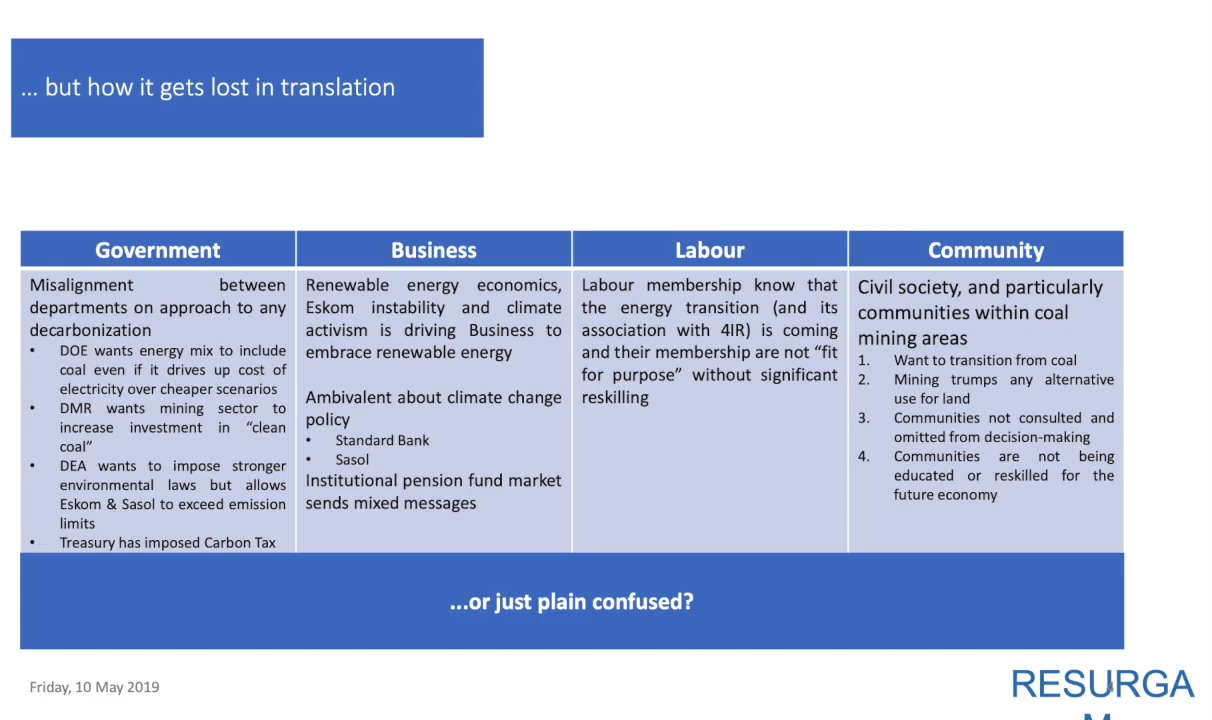 ... but how it gets lost in translation
Government
Misalignment between
departments on approach to any
decarbonization
• DOE wants energy mix to include
coal even if it drives up cost of
electricity over cheaper scenarios
• DMR wants mining sector to
increase investment in “clean
coal”
• DEA wants to impose stronger
environmental laws but allows
Eskom & Sasol to exceed emission
limits
• Treasury has imposed Carbon Tax
Business
Renewable energy economics,
Eskom instability and climate
activism is driving Business to
embrace renewable energy
Ambivalent about climate change
policy
• Standard Bank
• Sasol
Institutional pension fund market
sends mixed messages
Labour
Labour membership know that
the energy transition (and its
association with 4IR) is coming
and their membership are not “fit
for purpose” without significant
reskilling
Community
Civil society, and particularly
communities within coal
mining areas
1. Want to transition from coal
2. Mining trumps any alternative
use for land
3. Communities not consulted and
omitted from decision-making
4. Communities are not being
educated or reskilled for the
future economy
...or just plain confused?
Friday, 10 May 2019
RESURGA
M